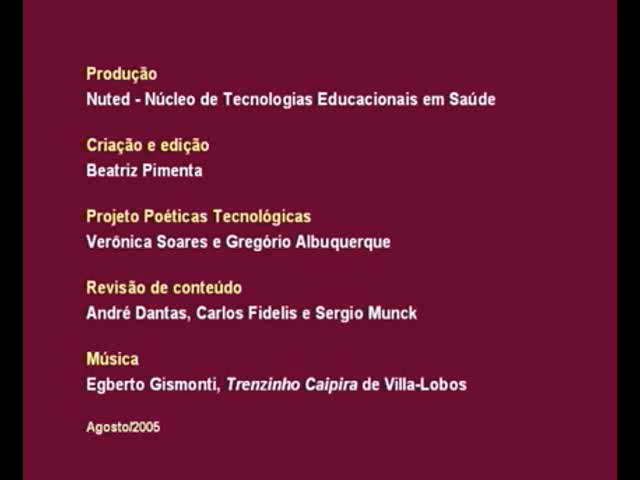 Produção
Nuted - Núcleo de Tecnologias Educacionais em Saúde
Criação e edição
Beatriz Pimenta
Projeto Poéticas Tecnológicas
Verônica Soares e Gregório Albuquerque
Revisão de conteúdo
André Dantas, Carlos Fidelis e Sergio Munck
Música
Egberto Gismonti, Trenzinho Caipira de Villa-Lobos
Agosto/2005